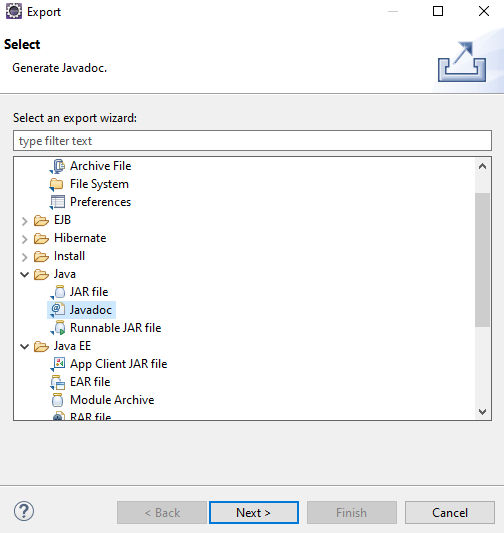 Export
Select
Generate Javadoc.
Select an export wizard:
type filter text
Archive File
File System
Preferences
EJB
Hibernate
Install
Java
JAR file
Javadoc
Runnable JAR file
Java EE
App Client JAR file
EAR file
Module Archive
RAR file
< Back
Next >
Finish
Cancel